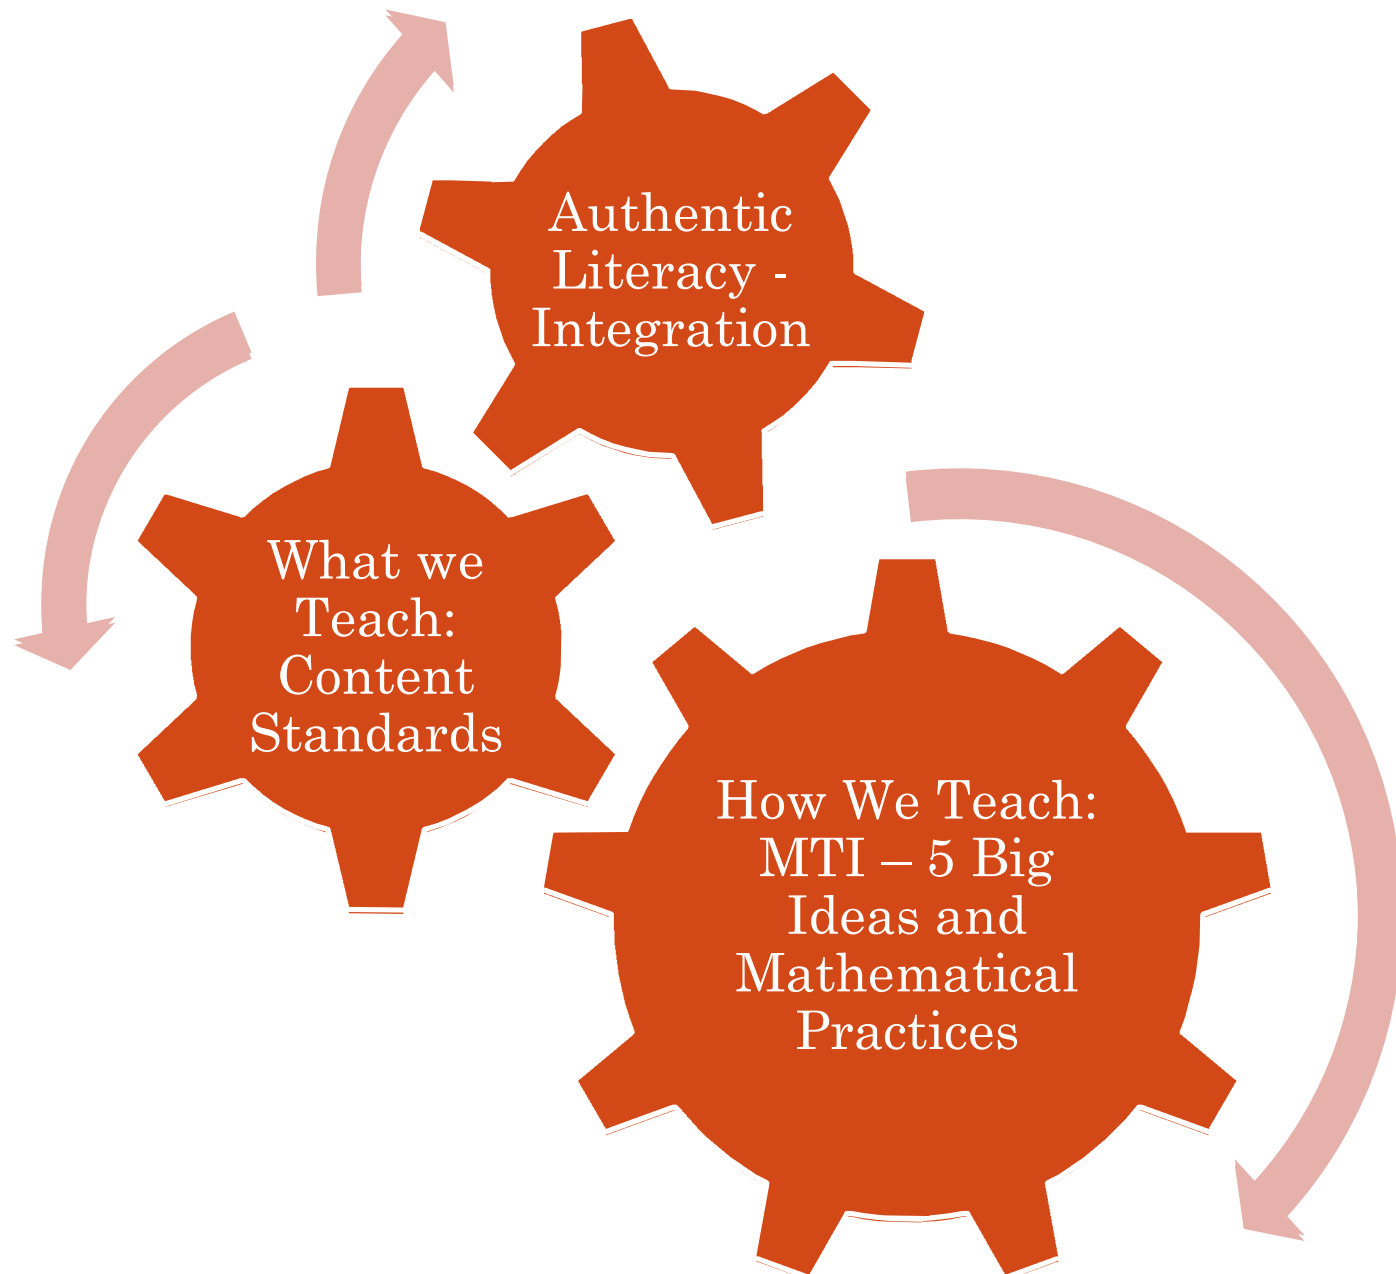 Authentic
Literacy -
Integration
What we
Teach:
Content
Standards
How We Teach:
MTI – 5 Big
Ideas and
Mathematical
Practices